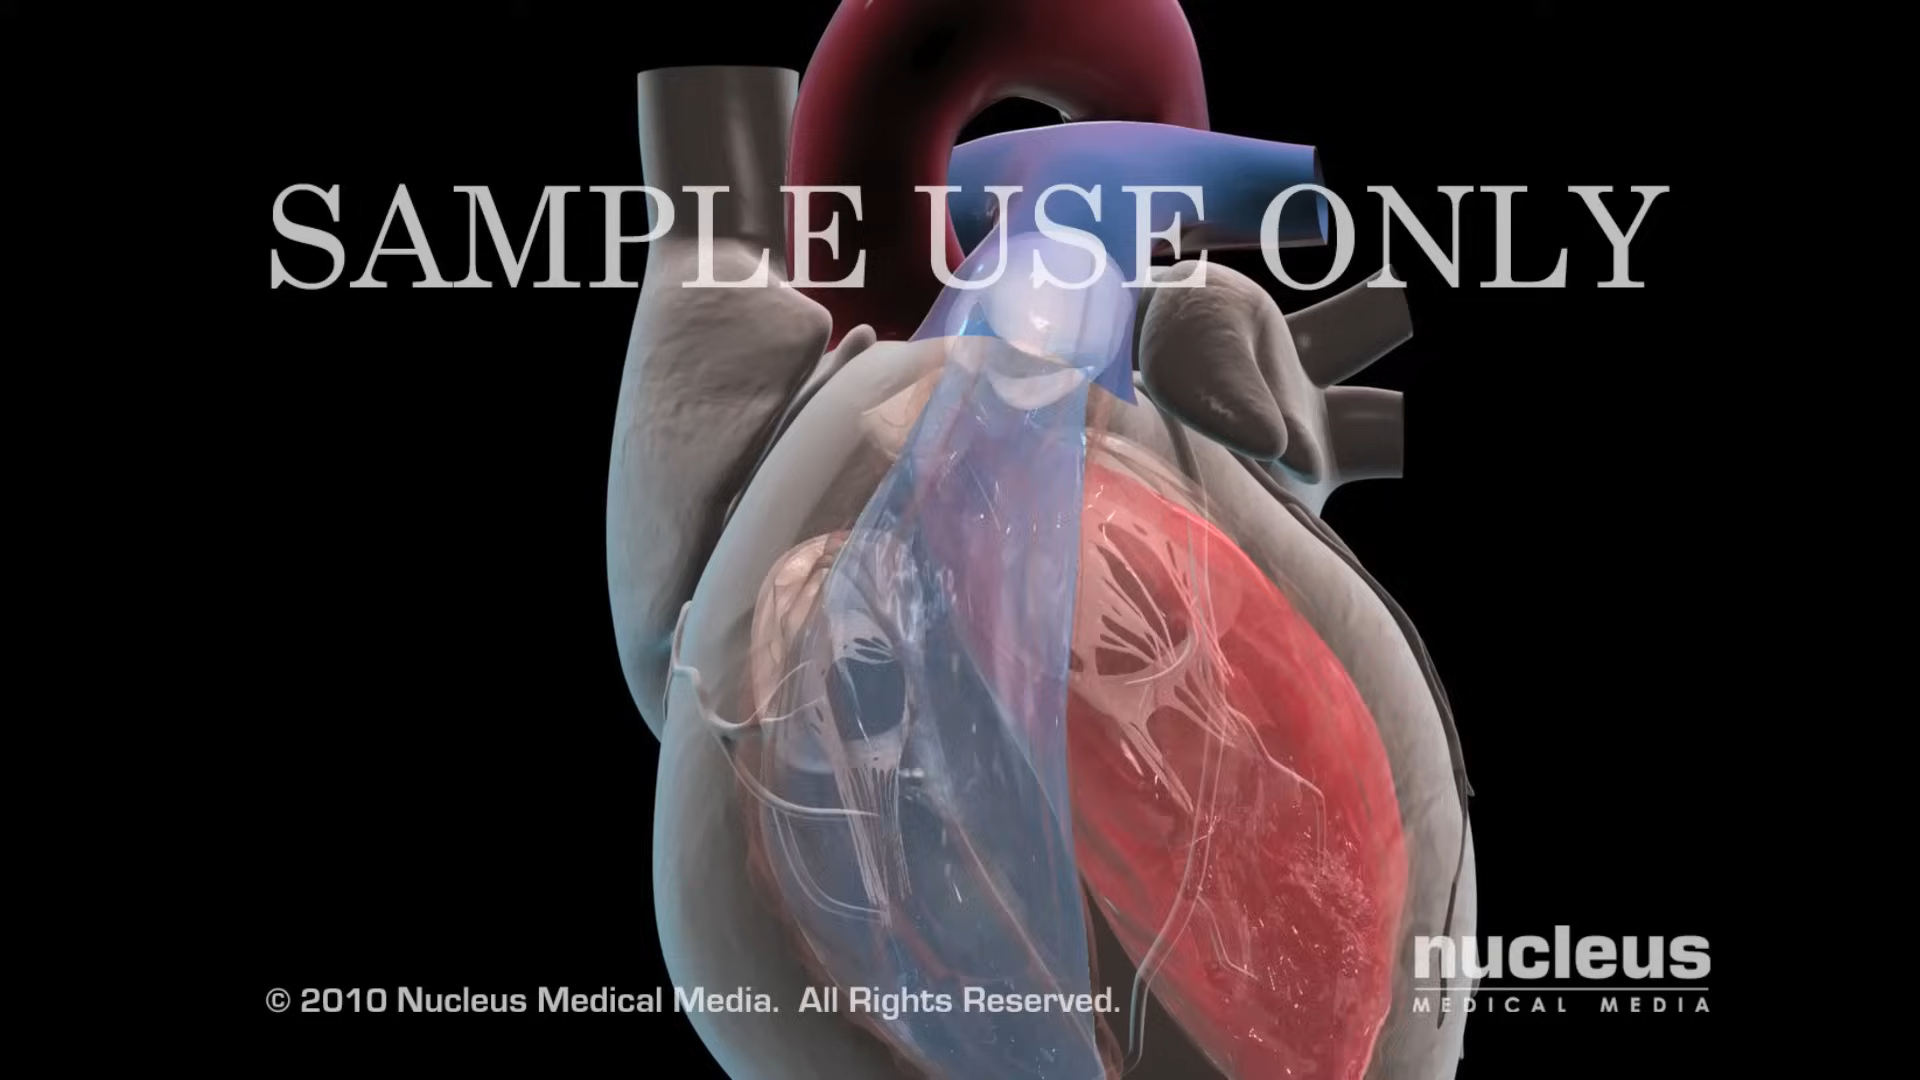 SAMPLE USE ONLY
nucleus
MEDICAL MEDIA
© 2010 Nucleus Medical Media. All Rights Reserved.